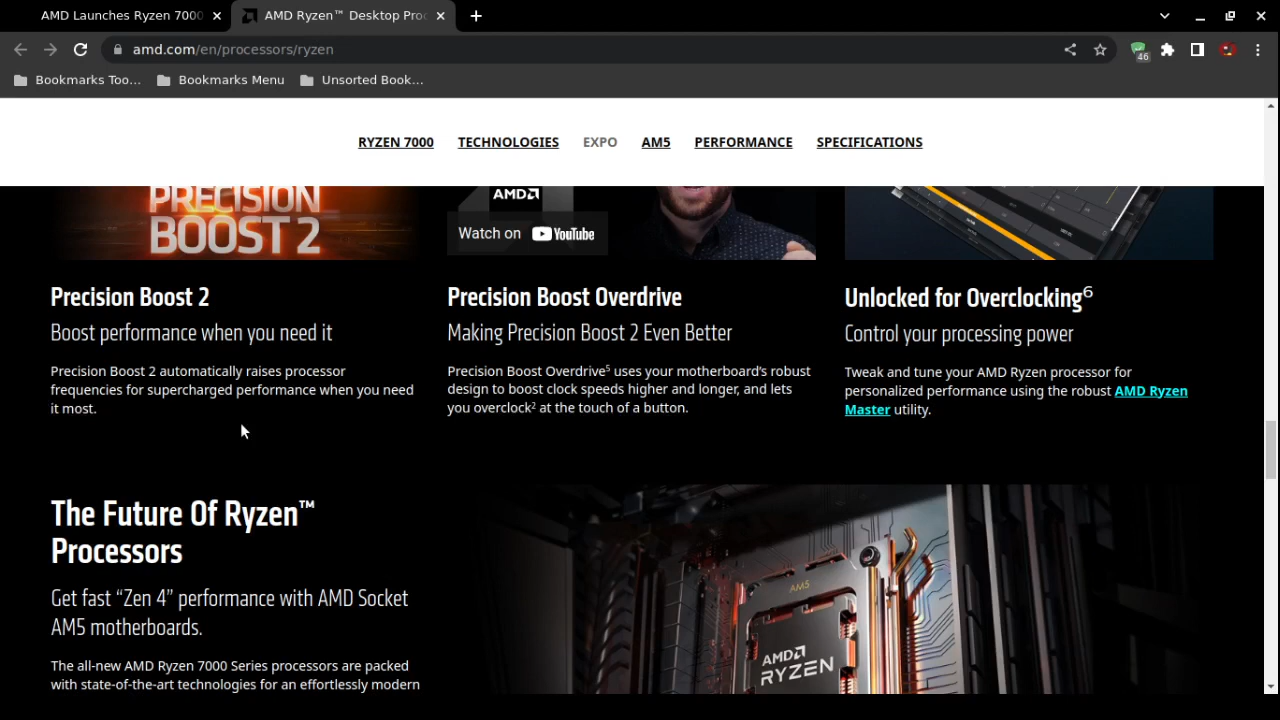 AMD Launches Ryzen 7000
AMD Ryzen™ Desktop Proc
amd.com/en/processors/ryzen
46
Bookmarks Too...
Bookmarks Menu
Unsorted Book...
RYZEN 7000
TECHNOLOGIES
EXPO
AM5
PERFORMANCE
SPECIFICATIONS
PRECISION
BOOST 2
AMD
Watch on YouTube
Precision Boost 2
Boost performance when you need it
Precision Boost 2 automatically raises processor
frequencies for supercharged performance when you need
it most.
Precision Boost Overdrive
Making Precision Boost 2 Even Better
Precision Boost Overdrive⁵ uses your motherboard’s robust
design to boost clock speeds higher and longer, and lets
you overclock² at the touch of a button.
Unlocked for Overclocking⁶
Control your processing power
Tweak and tune your AMD Ryzen processor for
personalized performance using the robust AMD Ryzen
Master utility.
The Future Of Ryzen™
Processors
Get fast “Zen 4” performance with AMD Socket
AM5 motherboards.
The all-new AMD Ryzen 7000 Series processors are packed
with state-of-the-art technologies for an effortlessly modern
AM5
AMD
RYZEN